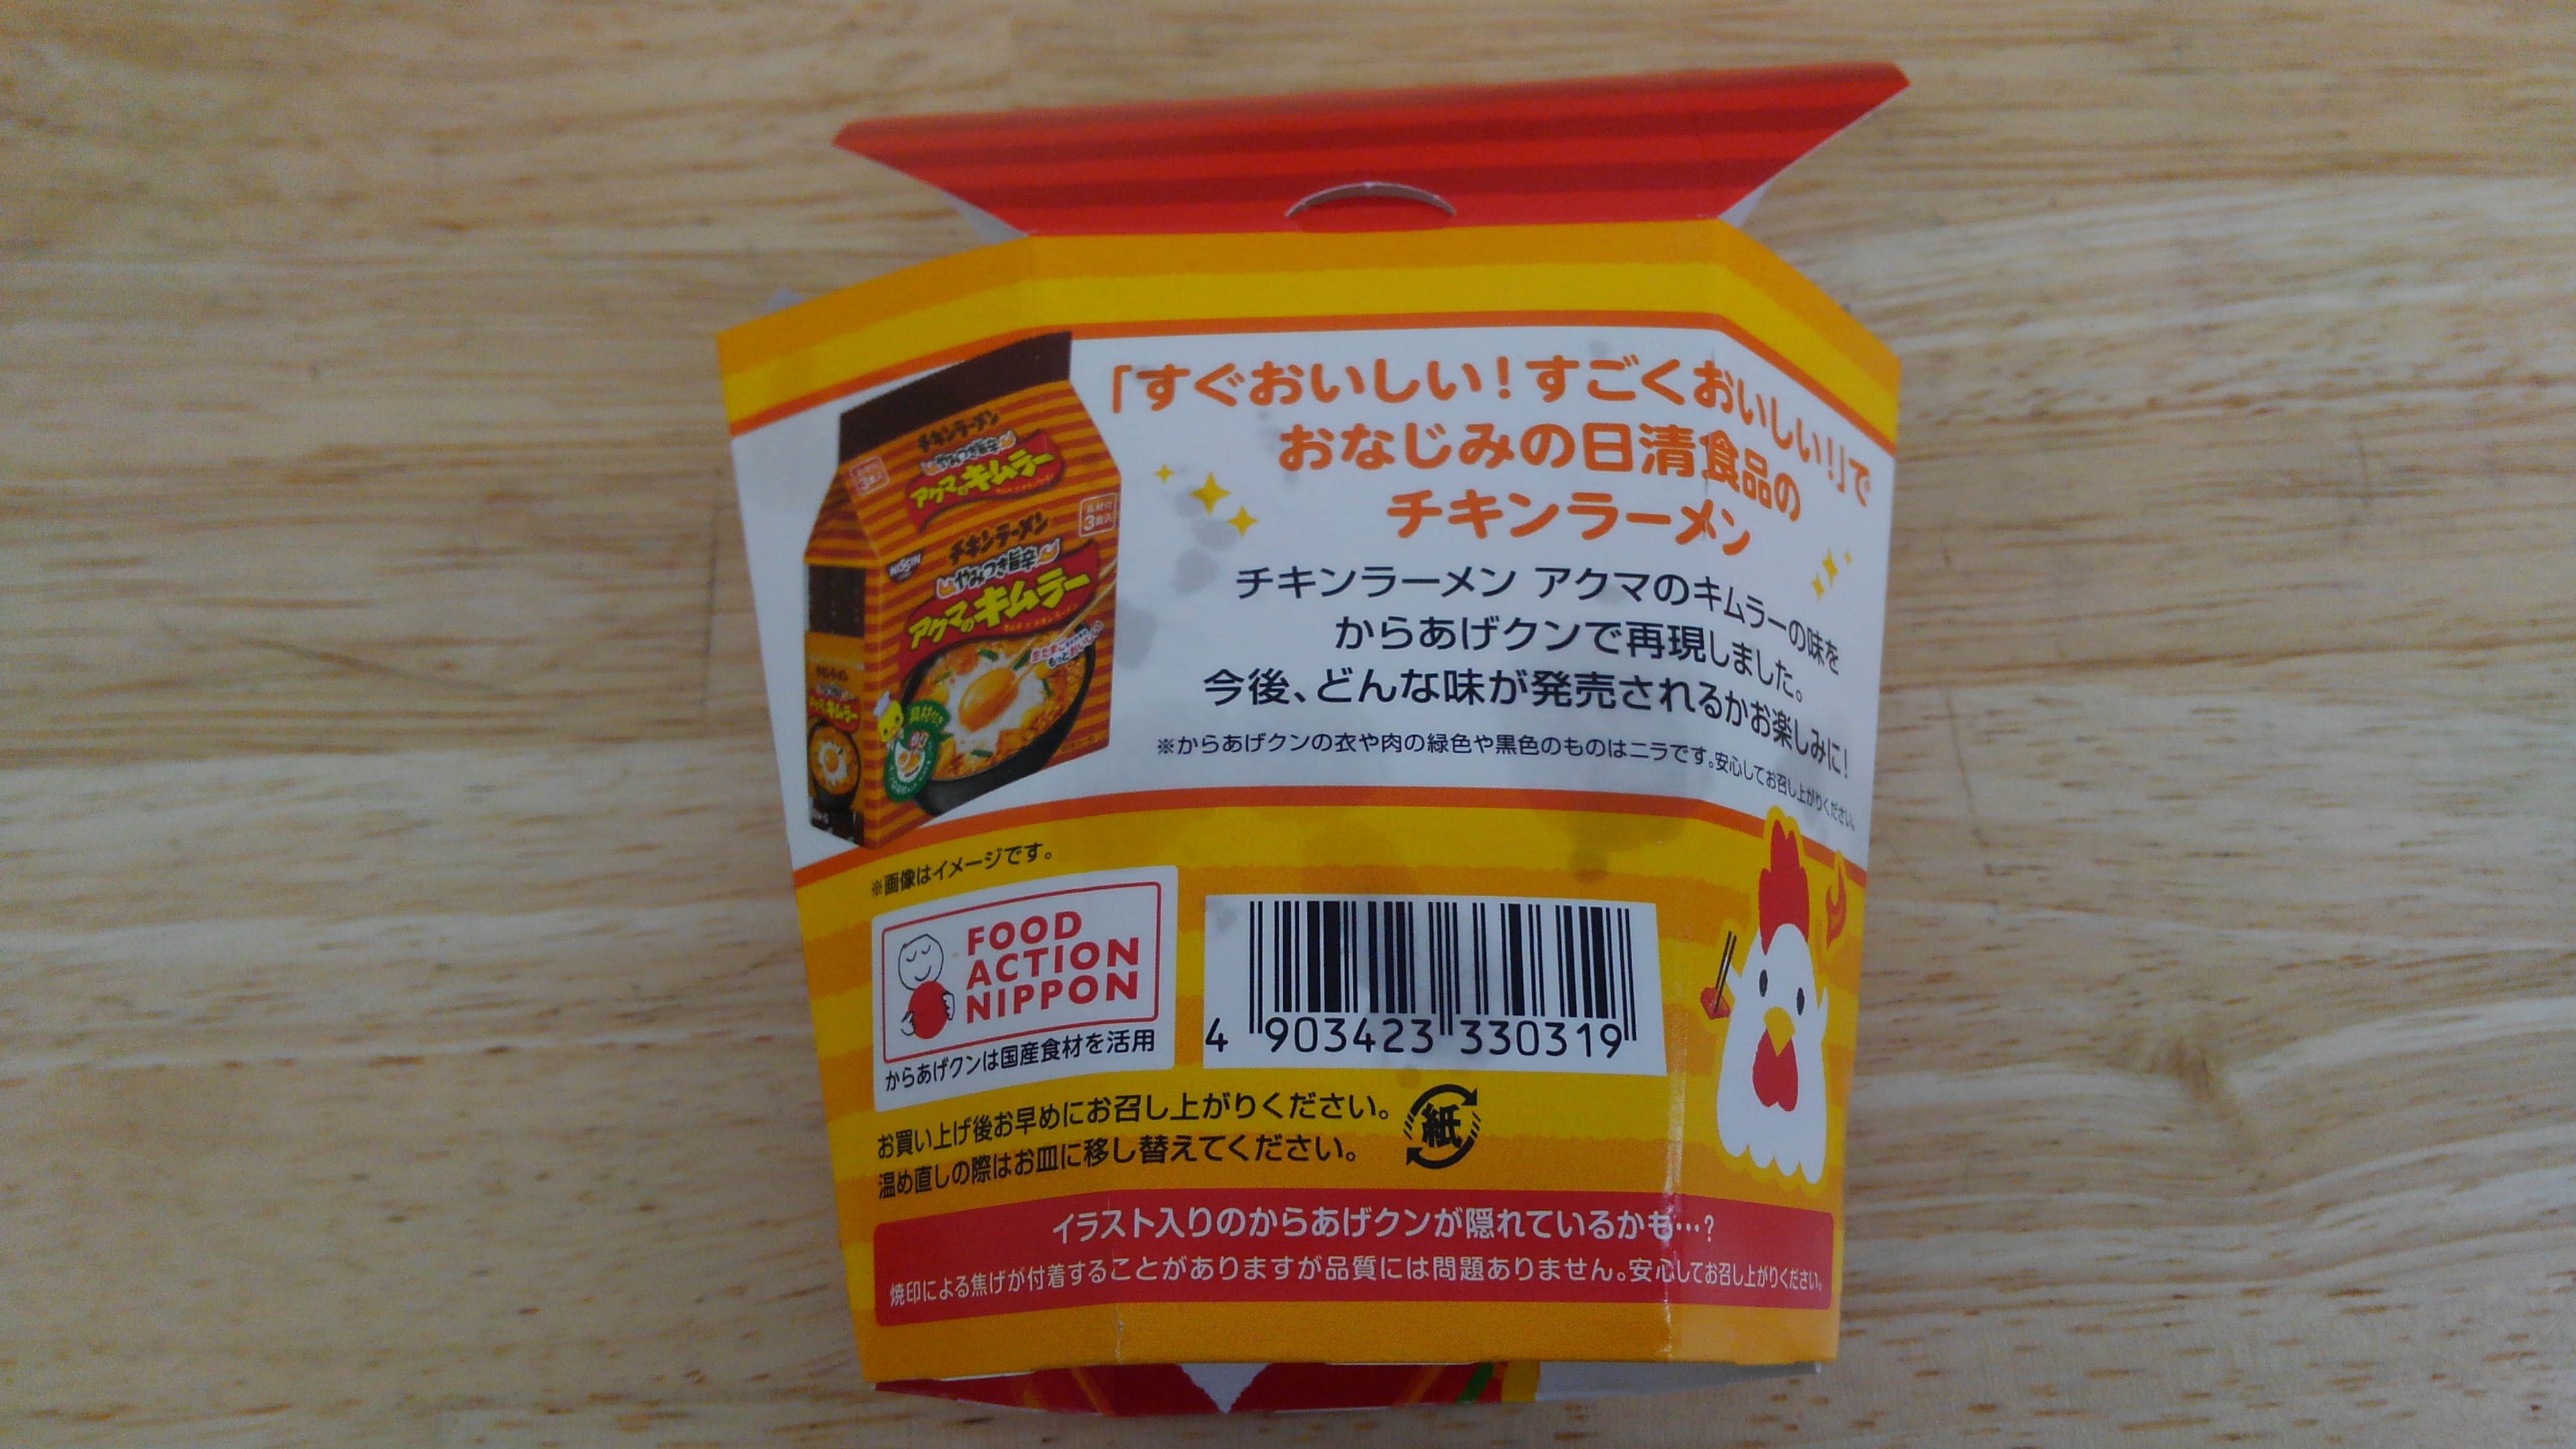 「すぐおいしい！すごくおいしい！」で
おなじみの日清食品の
チキンラーメン
チキンラーメン アクマのキムラーの味を
からあげクンで再現しました。
今後、どんな味が発売されるかお楽しみに！
※からあげクンの衣や肉の緑色や黒色のものはニラです。安心してお召し上がりください。
チキンラーメン
やみつき旨辛
アクマのキムラー
具材付
3食入
NISSIN
チキンラーメン
やみつき旨辛
アクマのキムラー
具材付き
※画像はイメージです。
FOOD
ACTION
NIPPON
からあげクンは国産食材を活用
4 903423 330319
お買い上げ後お早めにお召し上がりください。
温め直しの際はお皿に移し替えてください。
紙
イラスト入りのからあげクンが隠れているかも…？
焼印による焦げが付着することがありますが品質には問題ありません。安心してお召し上がりください。